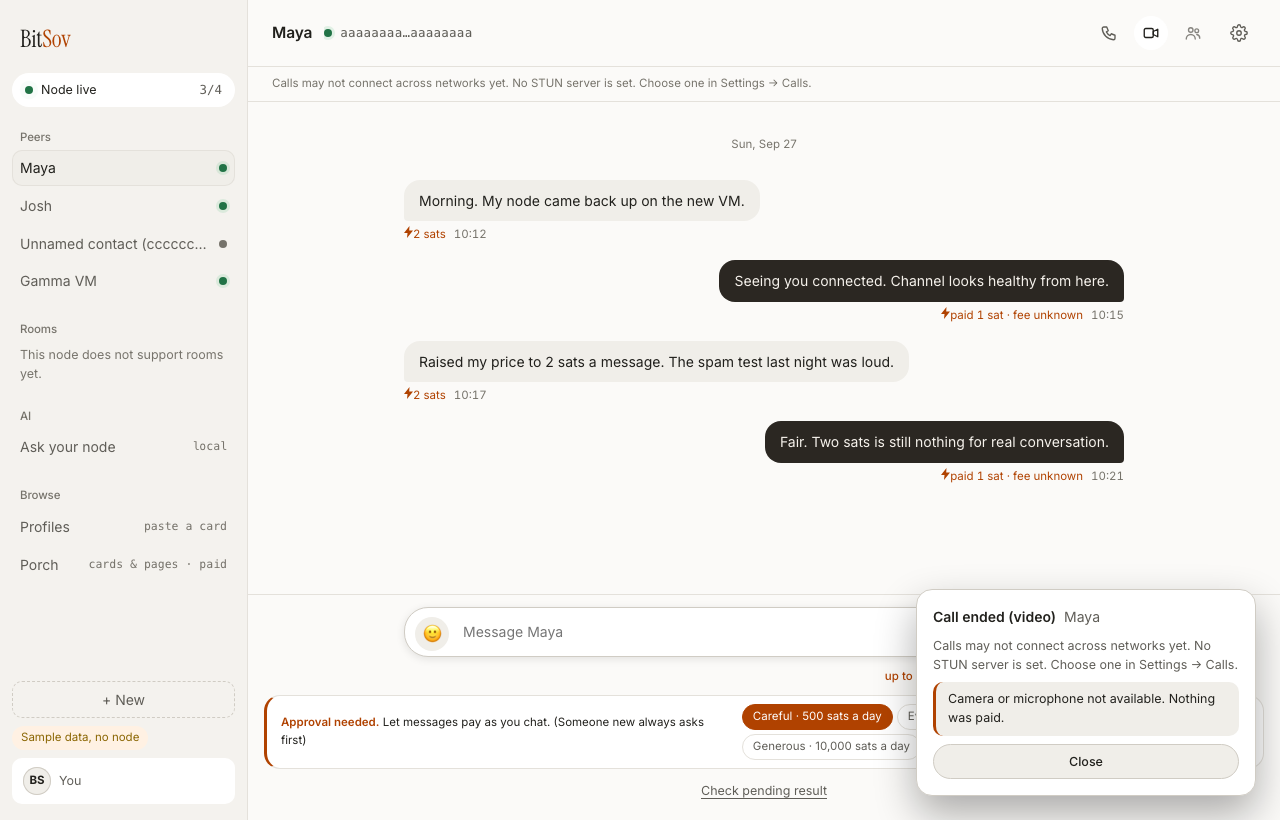 BitSov
Node live 3/4
Peers
Maya
Josh
Unnamed contact (cccccc...
Gamma VM
Rooms
This node does not support rooms
yet.
AI
Ask your node local
Browse
Profiles paste a card
Porch cards & pages · paid
+ New
Sample data, no node
BS You
Maya aaaaaaaa…aaaaaaaa
Calls may not connect across networks yet. No STUN server is set. Choose one in Settings → Calls.
Sun, Sep 27
Morning. My node came back up on the new VM.
2 sats 10:12
Seeing you connected. Channel looks healthy from here.
paid 1 sat · fee unknown 10:15
Raised my price to 2 sats a message. The spam test last night was loud.
2 sats 10:17
Fair. Two sats is still nothing for real conversation.
paid 1 sat · fee unknown 10:21
Message Maya
up to
Approval needed. Let messages pay as you chat. (Someone new always asks
first)
Careful · 500 sats a day
Generous · 10,000 sats a day
Check pending result
Call ended (video) Maya
Calls may not connect across networks yet. No
STUN server is set. Choose one in Settings → Calls.
Camera or microphone not available. Nothing
was paid.
Close